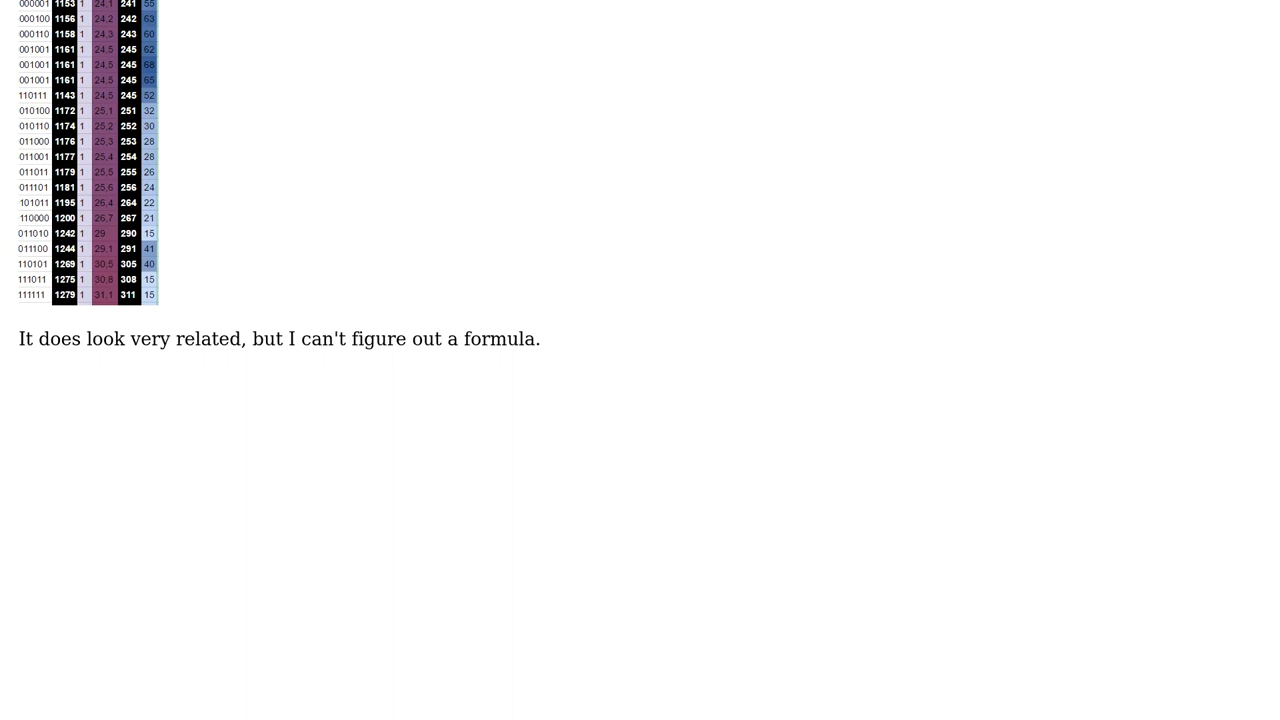 000001 1153 1 24,1 241 55
000100 1156 1 24,2 242 63
000110 1158 1 24,3 243 60
001001 1161 1 24,5 245 62
001001 1161 1 24,5 245 68
001001 1161 1 24,5 245 65
110111 1143 1 24,5 245 52
010100 1172 1 25,1 251 32
010110 1174 1 25,2 252 30
011000 1176 1 25,3 253 28
011001 1177 1 25,4 254 28
011011 1179 1 25,5 255 26
011101 1181 1 25,6 256 24
101011 1195 1 26,4 264 22
110000 1200 1 26,7 267 21
011010 1242 1 29 290 15
011100 1244 1 29,1 291 41
110101 1269 1 30,5 305 40
111011 1275 1 30,8 308 15
111111 1279 1 31,1 311 15
It does look very related, but I can't figure out a formula.